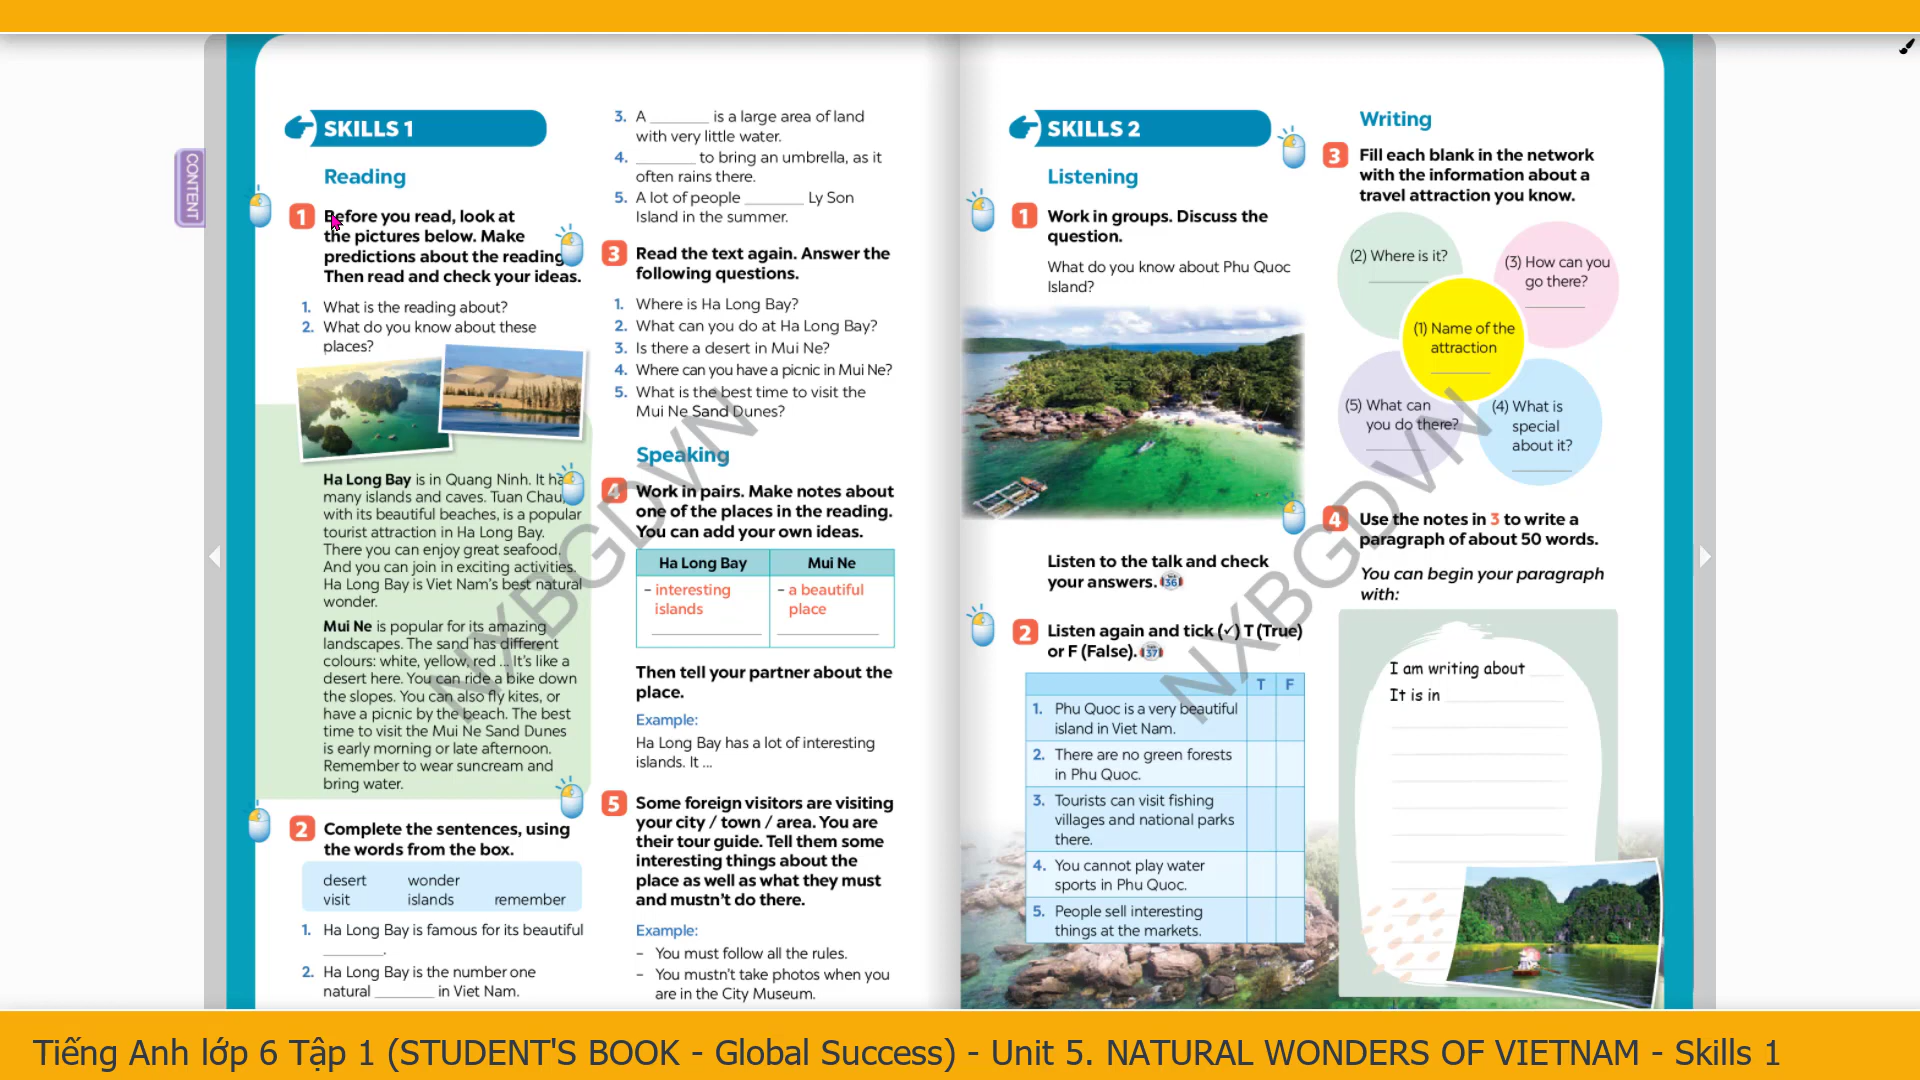 CONTENT
SKILLS 1
Reading
1 Before you read, look at
the pictures below. Make
predictions about the reading.
Then read and check your ideas.
1. What is the reading about?
2. What do you know about these
places?
Ha Long Bay is in Quang Ninh. It has
many islands and caves. Tuan Chau,
with its beautiful beaches, is a popular
tourist attraction in Ha Long Bay.
There you can enjoy great seafood.
And you can join in exciting activities.
Ha Long Bay is Viet Nam's best natural
wonder.
Mui Ne is popular for its amazing
landscapes. The sand has different
colours: white, yellow, red ... It's like a
desert here. You can ride a bike down
the slopes. You can also fly kites, or
have a picnic by the beach. The best
time to visit the Mui Ne Sand Dunes
is early morning or late afternoon.
Remember to wear suncream and
bring water.
2 Complete the sentences, using
the words from the box.
desert wonder
visit islands remember
1. Ha Long Bay is famous for its beautiful
_______.
2. Ha Long Bay is the number one
natural _______ in Viet Nam.
3. A _______ is a large area of land
with very little water.
4. _______ to bring an umbrella, as it
often rains there.
5. A lot of people _______ Ly Son
Island in the summer.
3 Read the text again. Answer the
following questions.
1. Where is Ha Long Bay?
2. What can you do at Ha Long Bay?
3. Is there a desert in Mui Ne?
4. Where can you have a picnic in Mui Ne?
5. What is the best time to visit the
Mui Ne Sand Dunes?
Speaking
4 Work in pairs. Make notes about
one of the places in the reading.
You can add your own ideas.
Ha Long Bay Mui Ne
– interesting – a beautiful
islands place
Then tell your partner about the
place.
Example:
Ha Long Bay has a lot of interesting
islands. It ...
5 Some foreign visitors are visiting
your city / town / area. You are
their tour guide. Tell them some
interesting things about the
place as well as what they must
and mustn't do there.
Example:
– You must follow all the rules.
– You mustn't take photos when you
are in the City Museum.
NXBGDVN
SKILLS 2
Listening
1 Work in groups. Discuss the
question.
What do you know about Phu Quoc
Island?
Listen to the talk and check
your answers. 36
2 Listen again and tick (✓) T (True)
or F (False). 37
T F
1. Phu Quoc is a very beautiful
island in Viet Nam.
2. There are no green forests
in Phu Quoc.
3. Tourists can visit fishing
villages and national parks
there.
4. You cannot play water
sports in Phu Quoc.
5. People sell interesting
things at the markets.
Writing
3 Fill each blank in the network
with the information about a
travel attraction you know.
(2) Where is it?
(3) How can you
go there?
(1) Name of the
attraction
(5) What can
you do there?
(4) What is
special
about it?
4 Use the notes in 3 to write a
paragraph of about 50 words.
You can begin your paragraph
with:
I am writing about
It is in
NXBGDVN
Tiếng Anh lớp 6 Tập 1 (STUDENT'S BOOK - Global Success) - Unit 5. NATURAL WONDERS OF VIETNAM - Skills 1